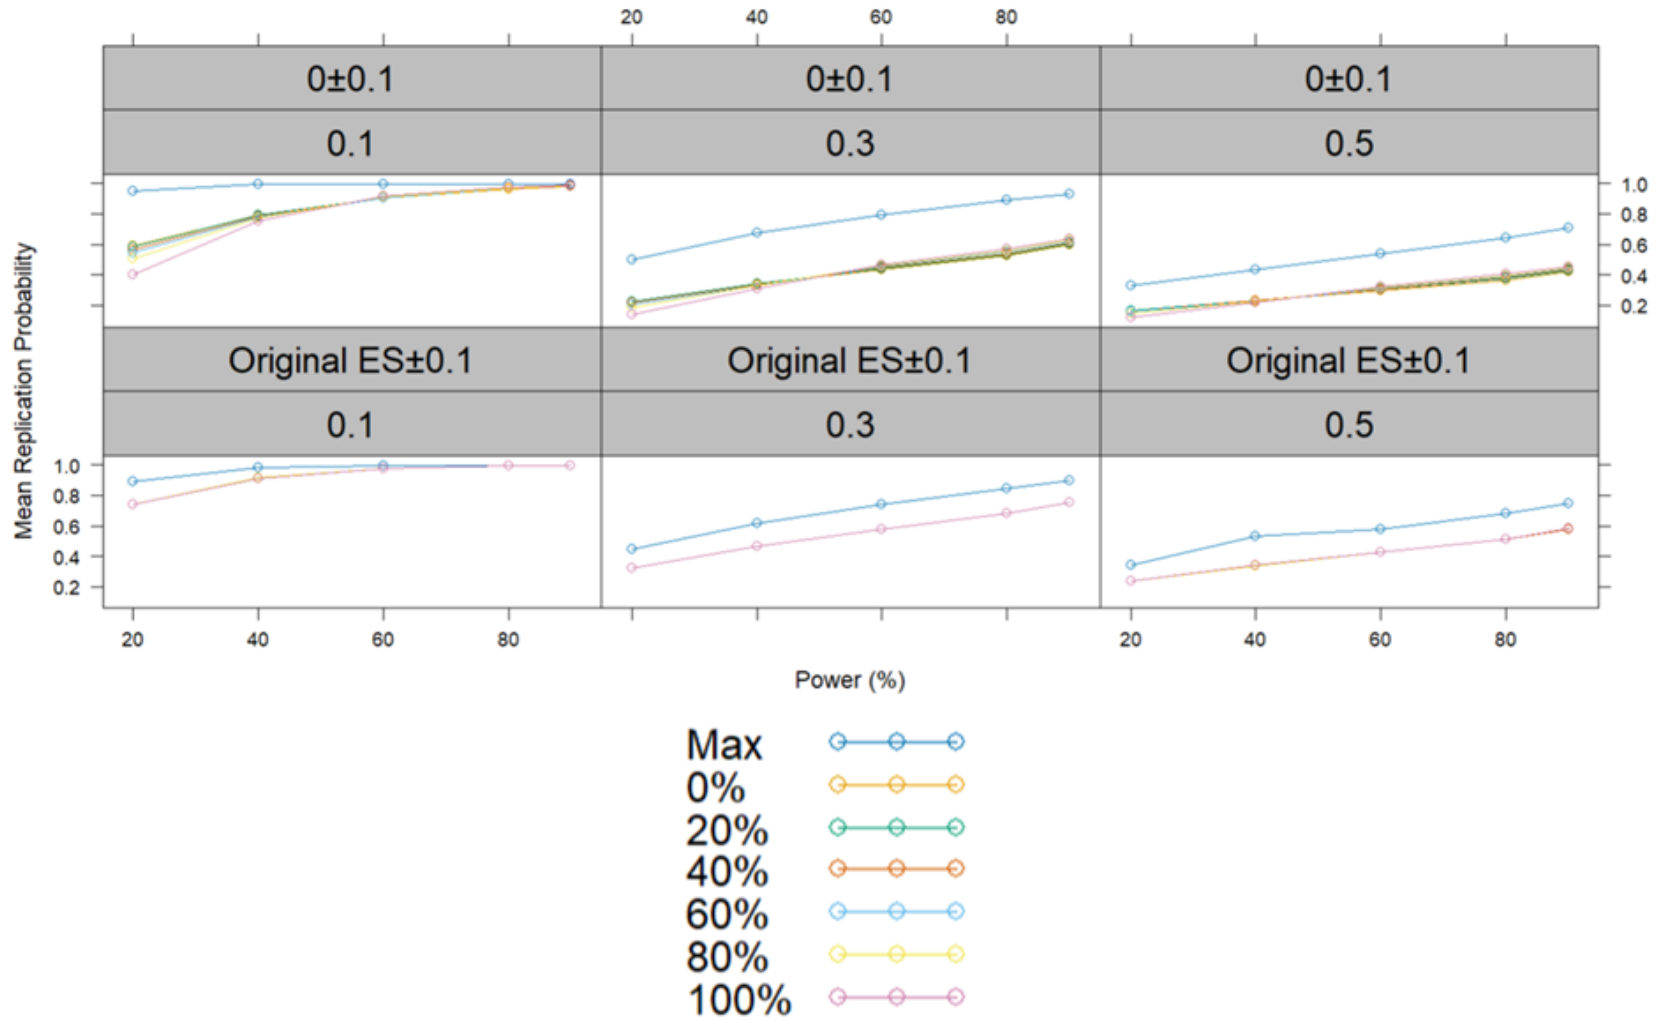 20 40 60 80
0±0.1 0±0.1 0±0.1
0.1 0.3 0.5
1.0
0.8
0.6
0.4
0.2
Original ES±0.1 Original ES±0.1 Original ES±0.1
0.1 0.3 0.5
1.0
0.8
0.6
0.4
0.2
Mean Replication Probability
20 40 60 80 20 40 60 80
Power (%)
Max
0%
20%
40%
60%
80%
100%